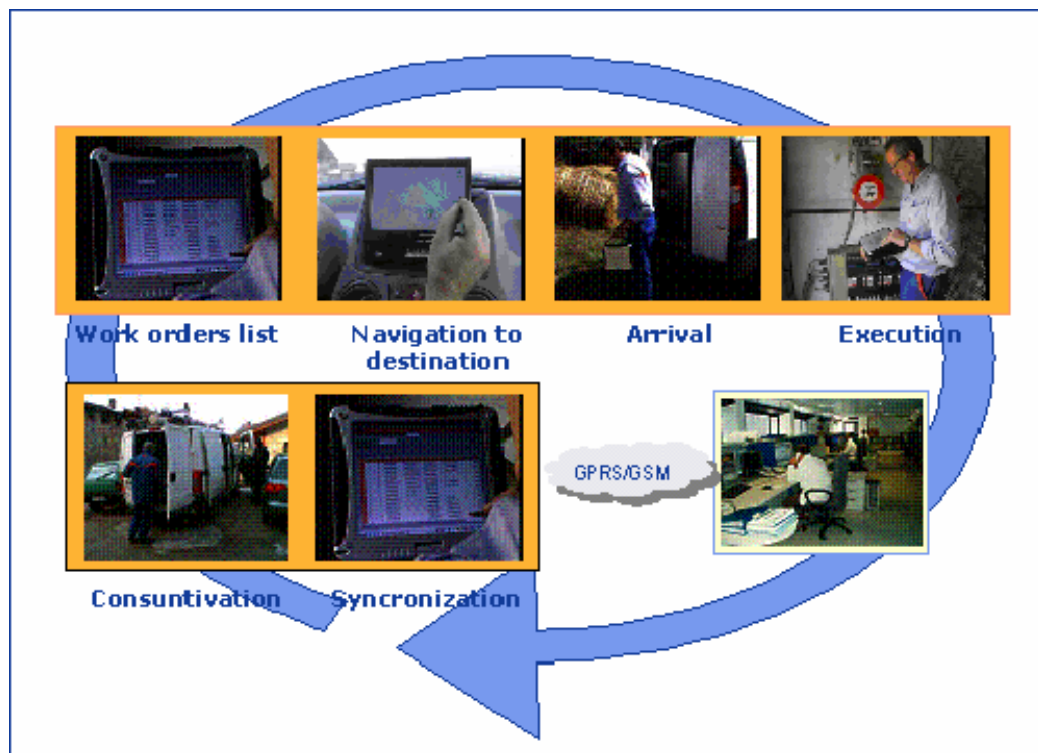 Work orders list
Navigation to
destination
Arrival
Execution
GPRS/GSM
Consuntivation
Syncronization